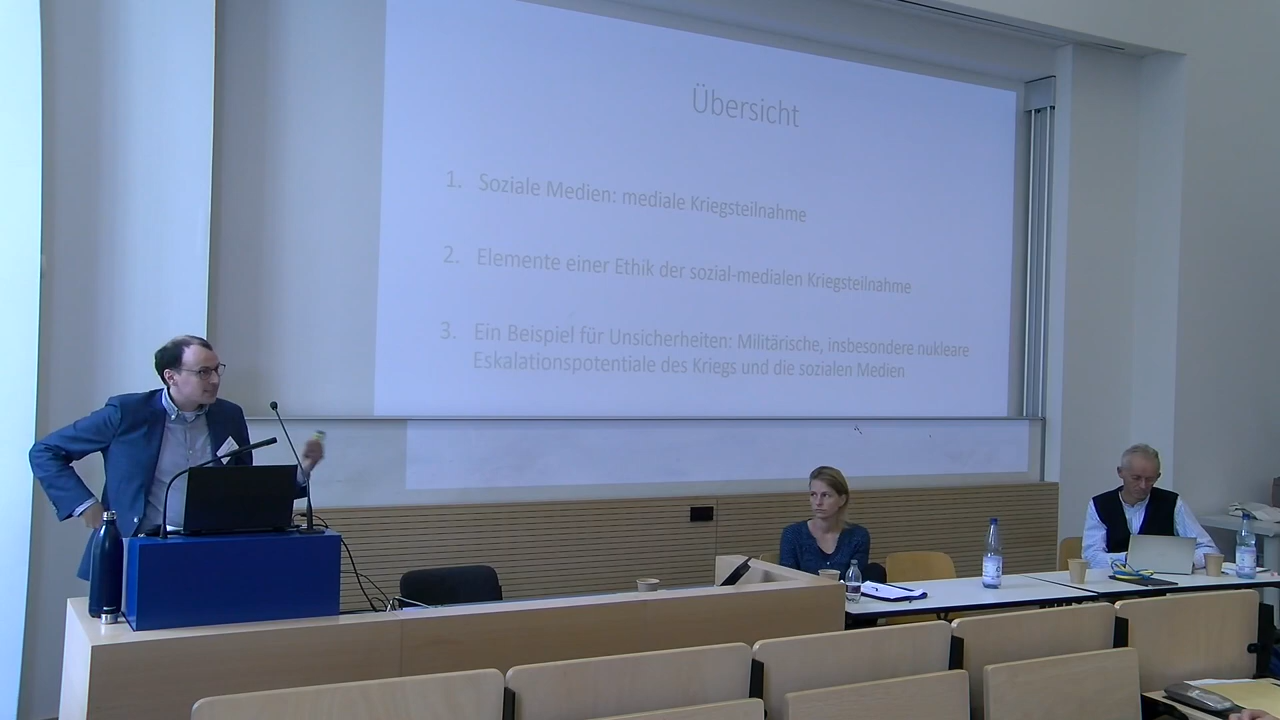 Übersicht
1. Soziale Medien: mediale Kriegsteilnahme
2. Elemente einer Ethik der sozial-medialen Kriegsteilnahme
3. Ein Beispiel für Unsicherheiten: Militärische, insbesondere nukleare
Eskalationspotentiale des Kriegs und die sozialen Medien